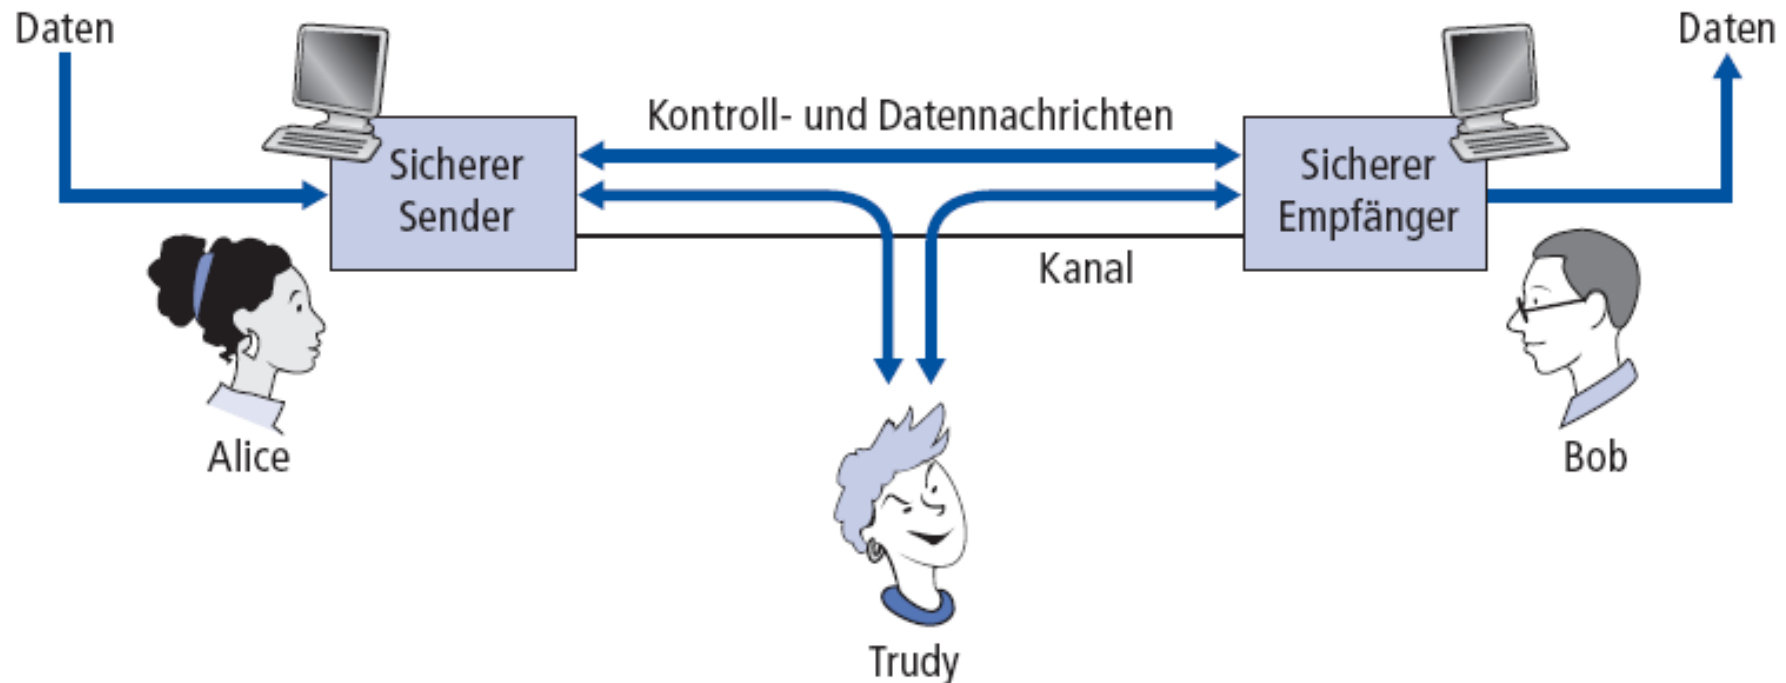 Daten
Daten
Kontroll- und Datennachrichten
Sicherer
Sender
Sicherer
Empfänger
Kanal
Alice
Bob
Trudy